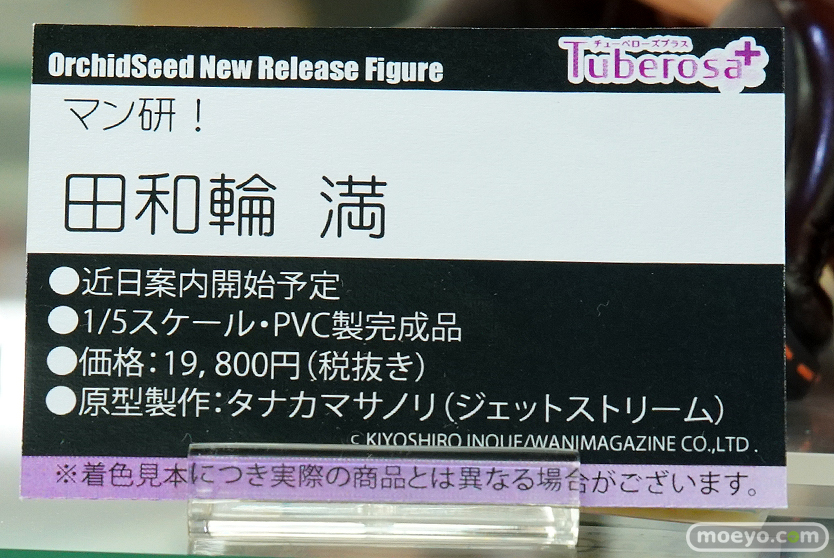 OrchidSeed New Release Figure
チューベローズプラス
Tuberosa+
マン研！
田和輪 満
●近日案内開始予定
●1/5スケール・PVC製完成品
●価格：19,800円（税抜き）
●原型製作：タナカマサノリ（ジェットストリーム）
c KIYOSHIRO INOUE/WANIMAGAZINE CO.,LTD.
※着色見本につき実際の商品とは異なる場合がございます。
moeyo.com